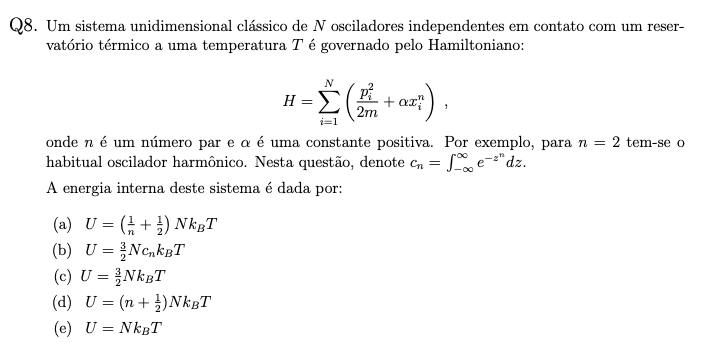 Q8. Um sistema unidimensional clássico de N osciladores independentes em contato com um reser-
vatório térmico a uma temperatura T é governado pelo Hamiltoniano:
H = \sum_{i=1}^{N} \left( \frac{p_i^2}{2m} + \alpha x_i^n \right) ,
onde n é um número par e α é uma constante positiva. Por exemplo, para n = 2 tem-se o
habitual oscilador harmônico. Nesta questão, denote c_n = \int_{-\infty}^{\infty} e^{-z^n} dz.
A energia interna deste sistema é dada por:
(a) U = \left( \frac{1}{n} + \frac{1}{2} \right) N k_B T
(b) U = \frac{3}{2} N c_n k_B T
(c) U = \frac{3}{2} N k_B T
(d) U = (n + \frac{1}{2}) N k_B T
(e) U = N k_B T